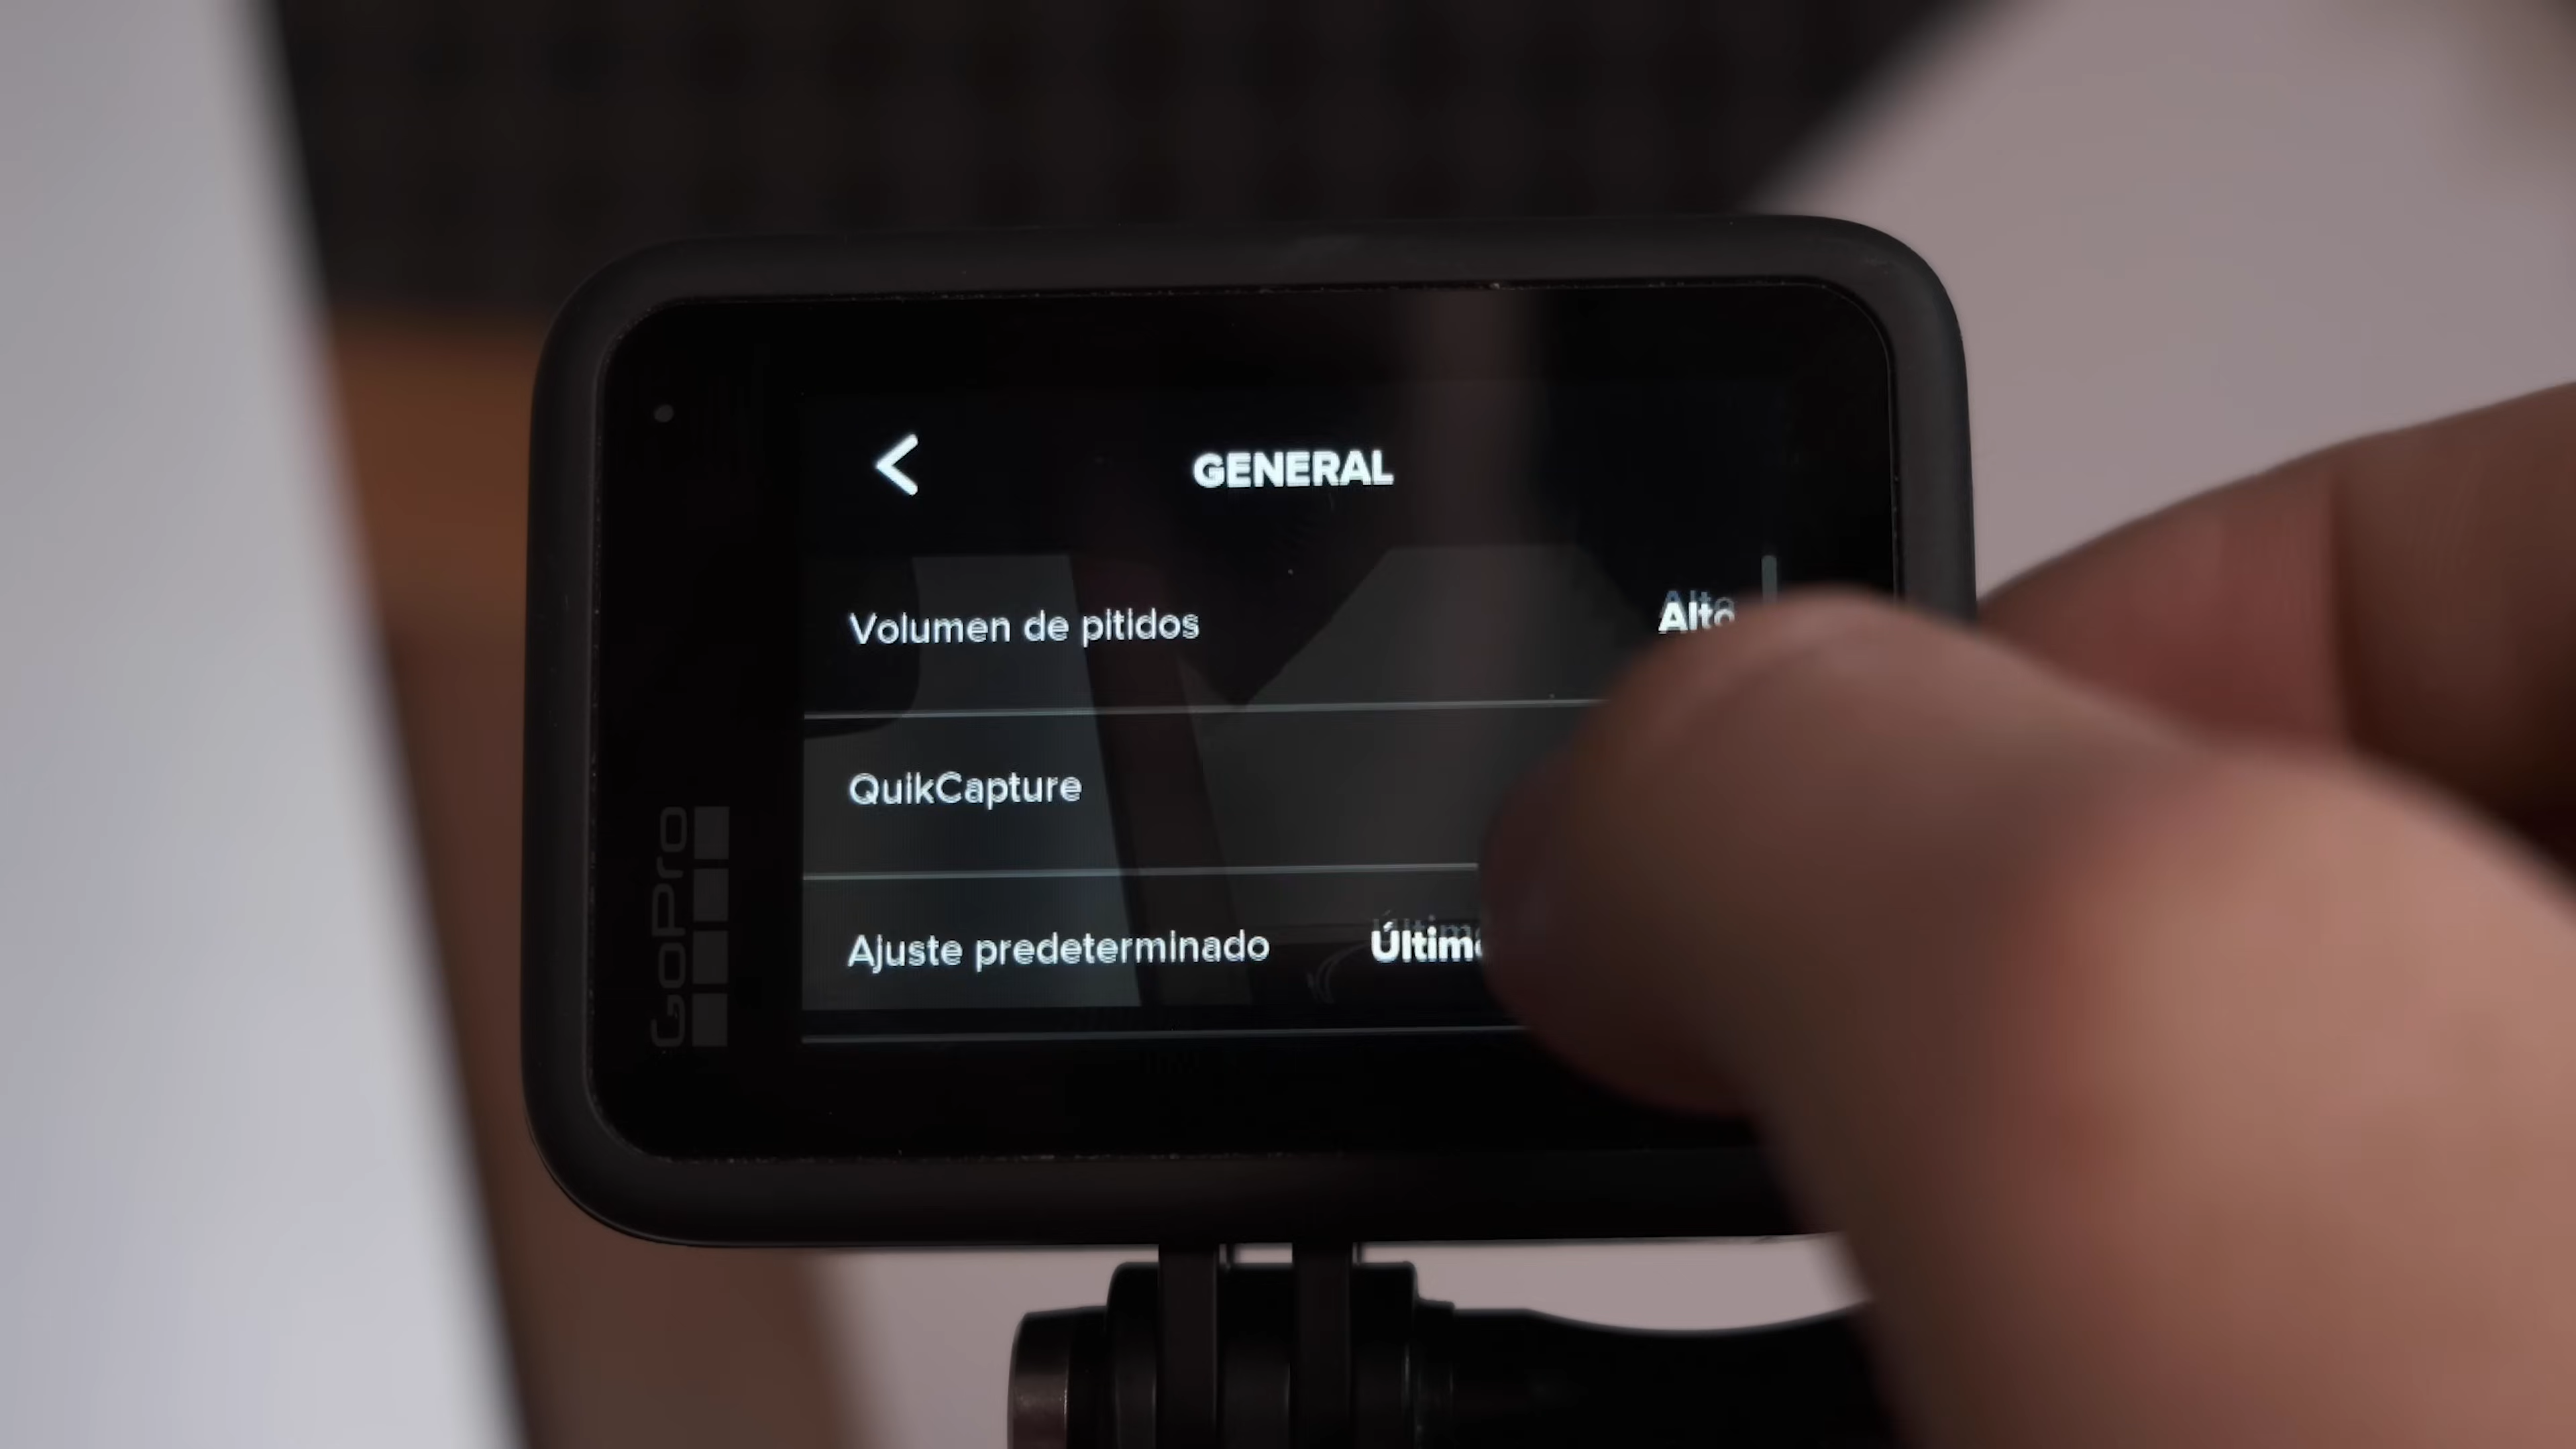 GENERAL
Volumen de pitidos Alto
QuikCapture
Ajuste predeterminado
GoPro